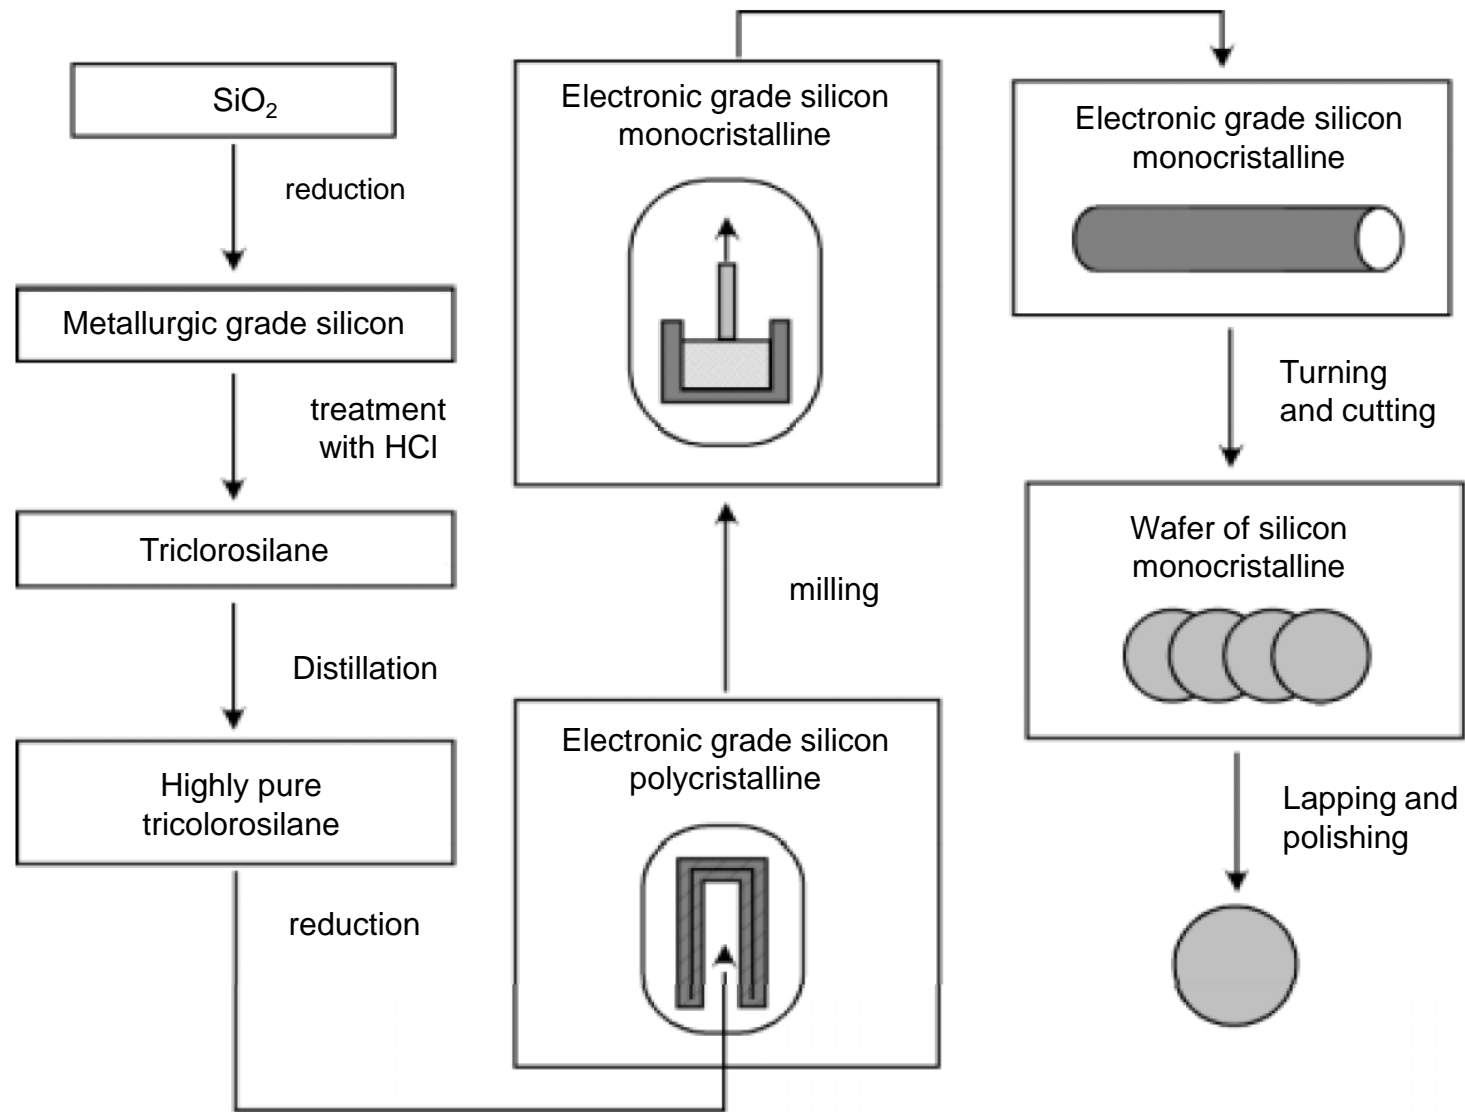 SiO₂
reduction
Metallurgic grade silicon
treatment
with HCl
Triclorosilane
Distillation
Highly pure
tricolorosilane
reduction
Electronic grade silicon
polycristalline
milling
Electronic grade silicon
monocristalline
Electronic grade silicon
monocristalline
Turning
and cutting
Wafer of silicon
monocristalline
Lapping and
polishing